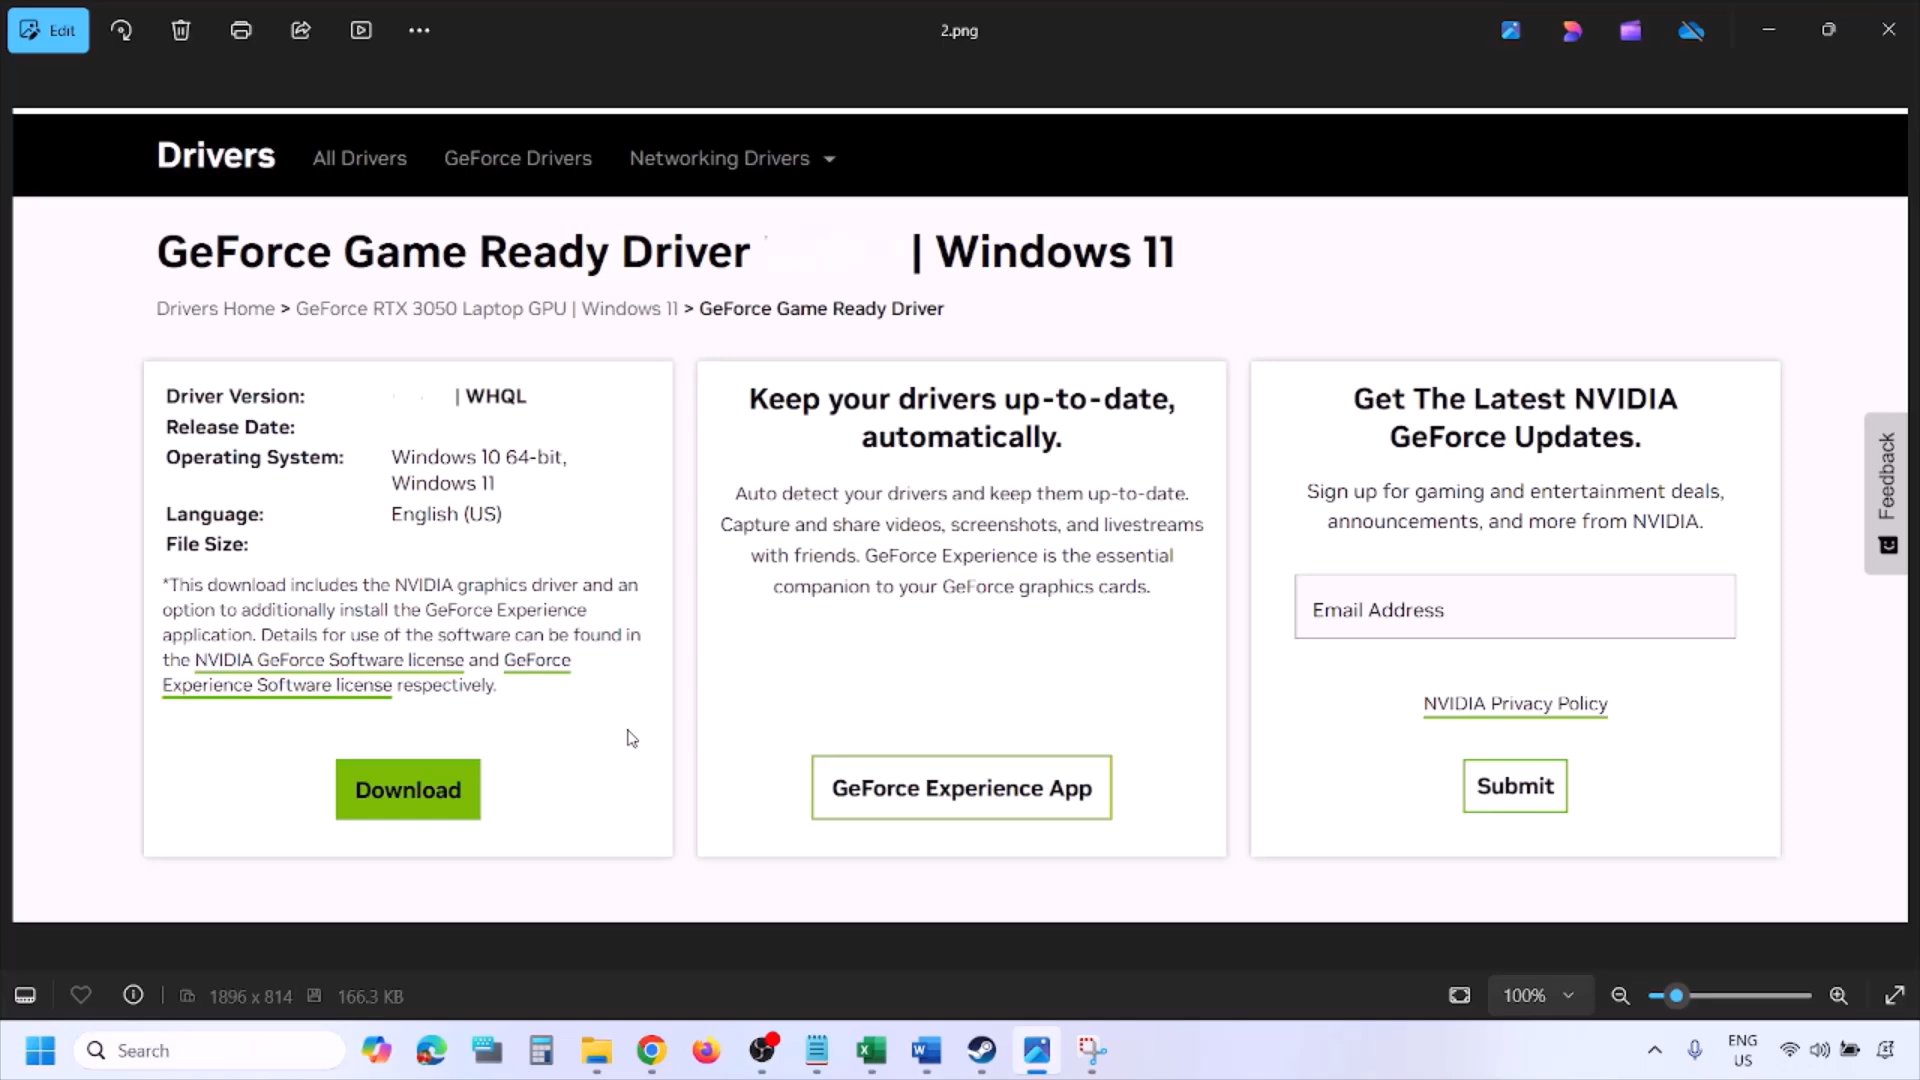 Edit
2.png
Drivers All Drivers GeForce Drivers Networking Drivers
GeForce Game Ready Driver | Windows 11
Drivers Home > GeForce RTX 3050 Laptop GPU | Windows 11 > GeForce Game Ready Driver
Driver Version: | WHQL
Release Date:
Operating System: Windows 10 64-bit,
Windows 11
Language: English (US)
File Size:
*This download includes the NVIDIA graphics driver and an
option to additionally install the GeForce Experience
application. Details for use of the software can be found in
the NVIDIA GeForce Software license and GeForce
Experience Software license respectively.
Download
Keep your drivers up-to-date,
automatically.
Auto detect your drivers and keep them up-to-date.
Capture and share videos, screenshots, and livestreams
with friends. GeForce Experience is the essential
companion to your GeForce graphics cards.
GeForce Experience App
Get The Latest NVIDIA
GeForce Updates.
Sign up for gaming and entertainment deals,
announcements, and more from NVIDIA.
Email Address
NVIDIA Privacy Policy
Submit
Feedback
1896 x 814 166.3 KB
100%
Search
ENG
US